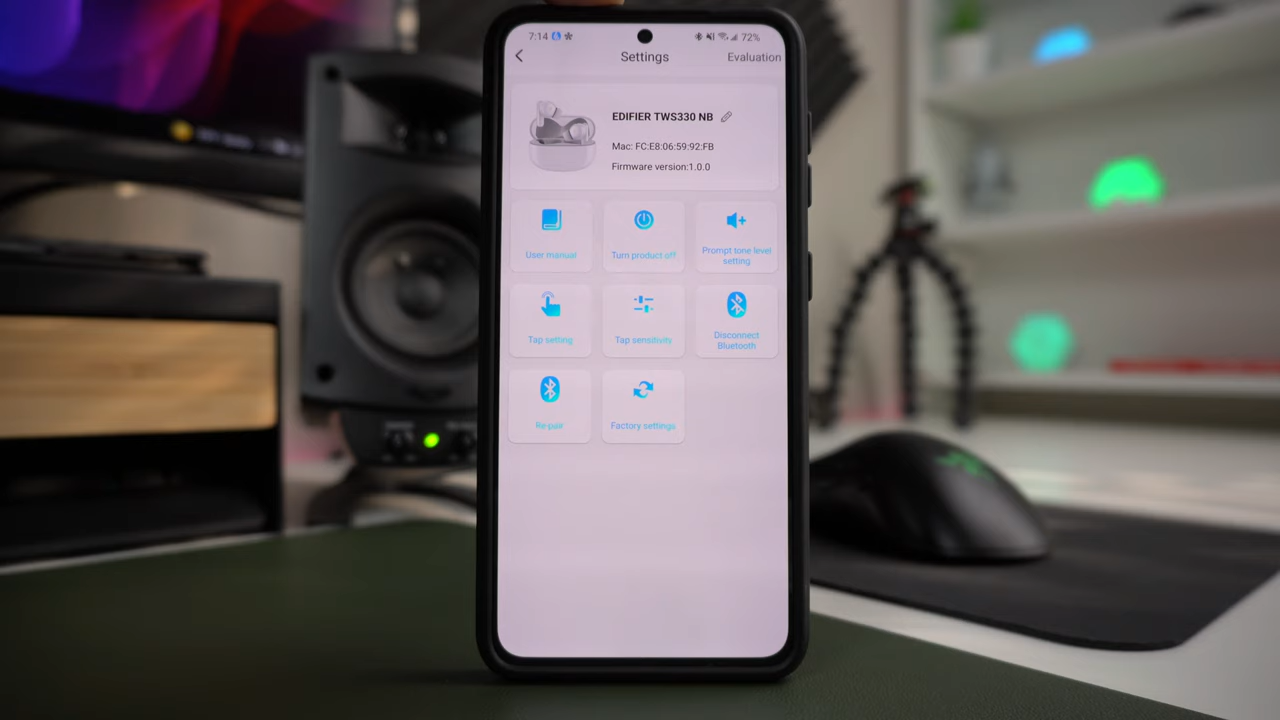 7:14 72%
Settings Evaluation
EDIFIER TWS330 NB
Mac: FC:E8:06:59:92:FB
Firmware version:1.0.0
User manual
Turn product off
Prompt tone level
setting
Tap setting
Tap sensitivity
Disconnect
Bluetooth
Re-pair
Factory settings